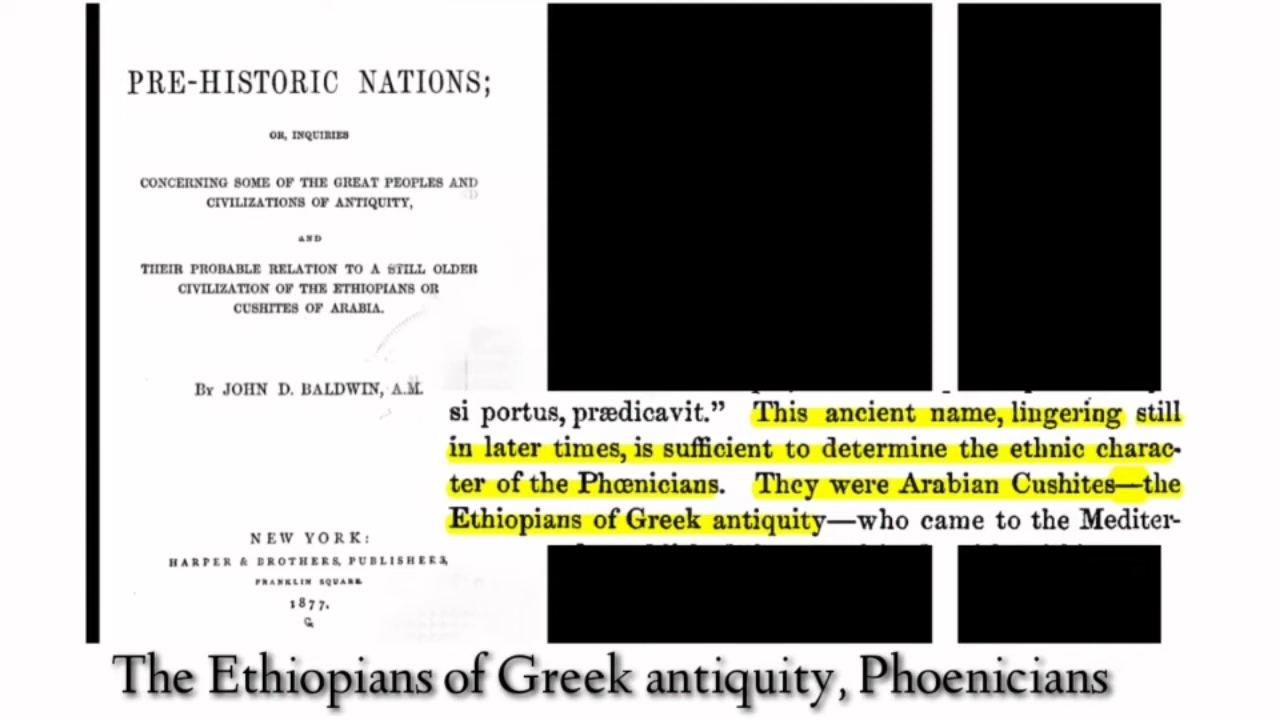 PRE-HISTORIC NATIONS;
OR, INQUIRIES
CONCERNING SOME OF THE GREAT PEOPLES AND
CIVILIZATIONS OF ANTIQUITY,
AND
THEIR PROBABLE RELATION TO A STILL OLDER
CIVILIZATION OF THE ETHIOPIANS OR
CUSHITES OF ARABIA.
By JOHN D. BALDWIN, A.M.
si portus, prædicavit.” This ancient name, lingering still
in later times, is sufficient to determine the ethnic charac-
ter of the Phœnicians. They were Arabian Cushites—the
Ethiopians of Greek antiquity—who came to the Mediter-
NEW YORK:
HARPER & BROTHERS, PUBLISHERS,
FRANKLIN SQUARE.
1877.
The Ethiopians of Greek antiquity, Phoenicians